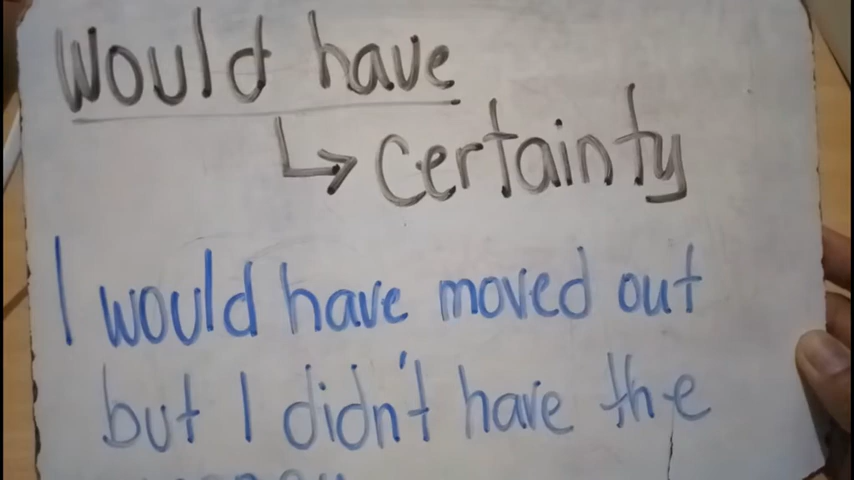 Would have
↳ Certainty
I would have moved out
but I didn't have the